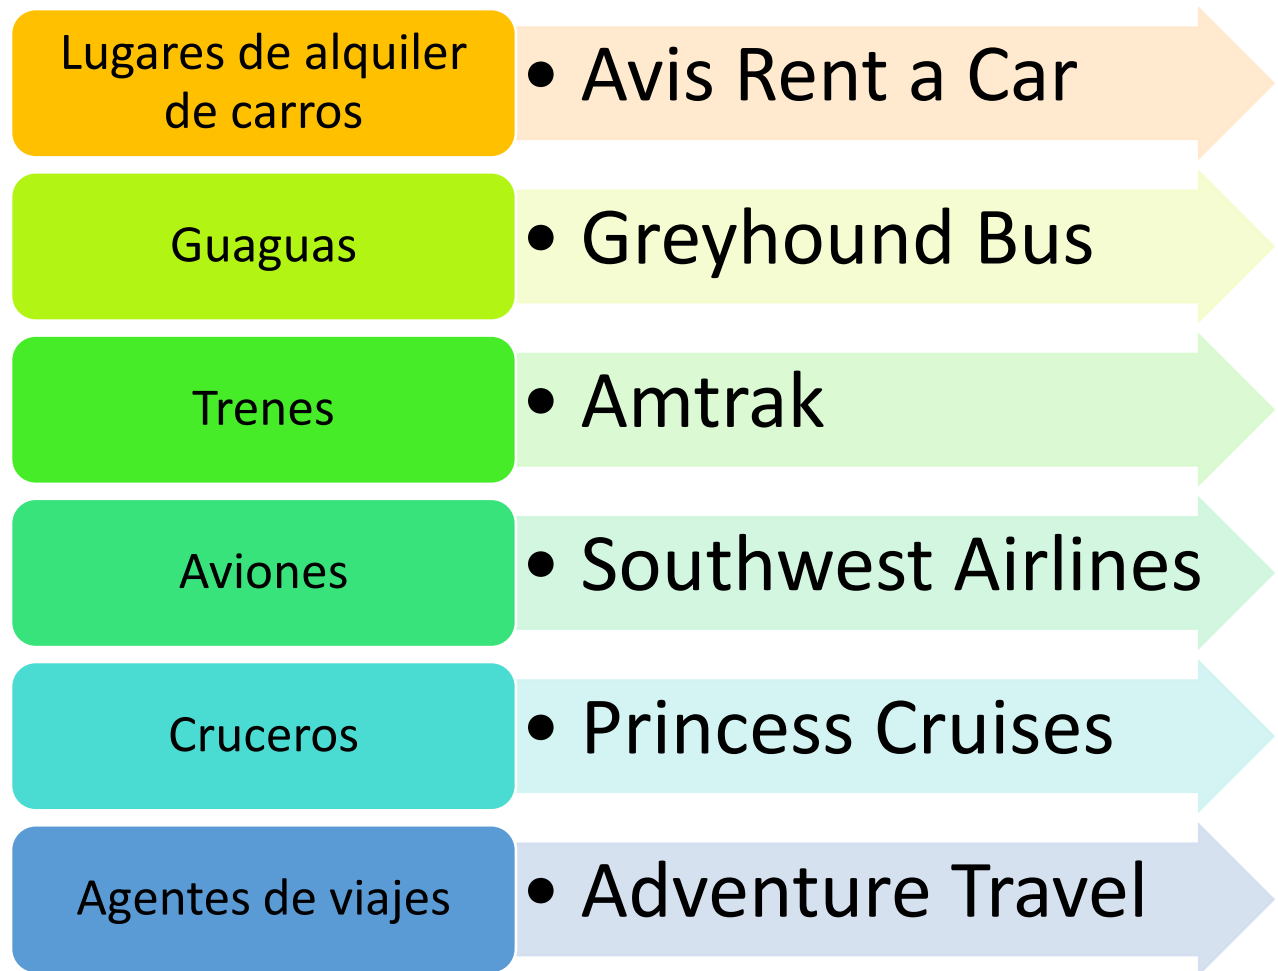 Lugares de alquiler
de carros
• Avis Rent a Car
Guaguas
• Greyhound Bus
Trenes
• Amtrak
Aviones
• Southwest Airlines
Cruceros
• Princess Cruises
Agentes de viajes
• Adventure Travel